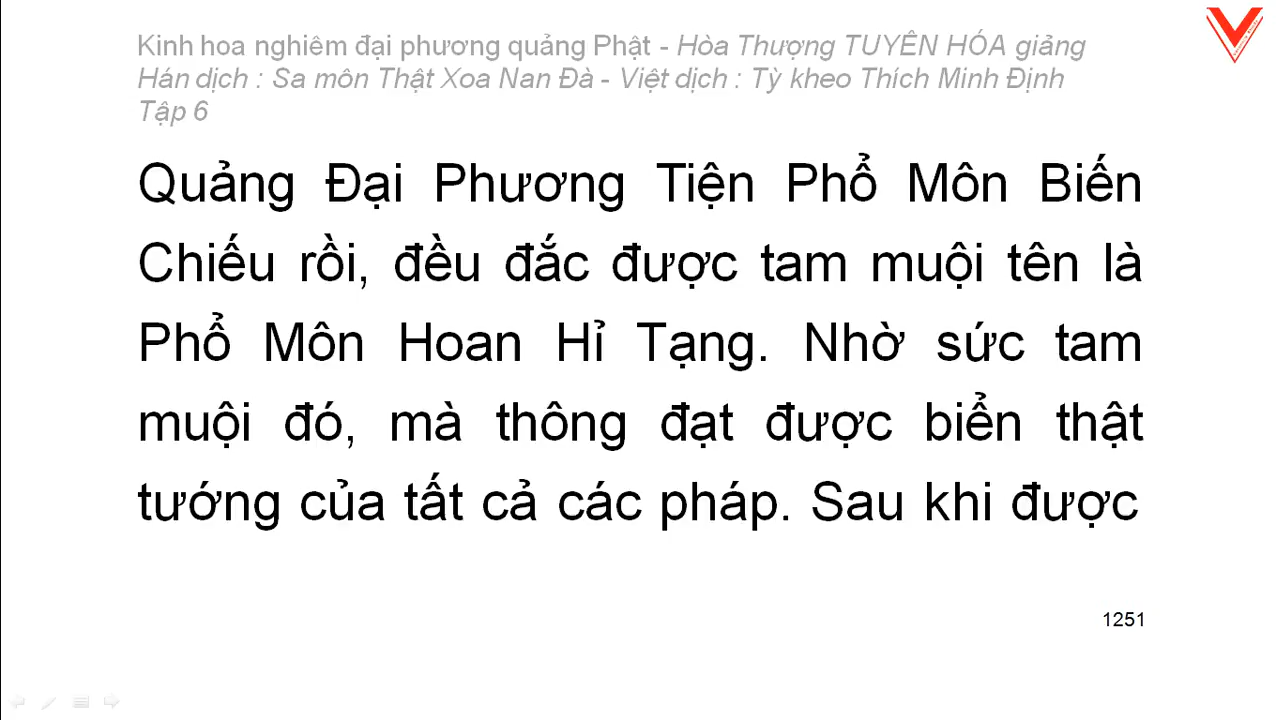 Kinh hoa nghiêm đại phương quảng Phật - Hòa Thượng TUYÊN HÓA giảng
Hán dịch : Sa môn Thật Xoa Nan Đà - Việt dịch : Tỳ kheo Thích Minh Định
Tập 6
Quảng Đại Phương Tiện Phổ Môn Biến
Chiếu rồi, đều đắc được tam muội tên là
Phổ Môn Hoan Hỉ Tạng. Nhờ sức tam
muội đó, mà thông đạt được biển thật
tướng của tất cả các pháp. Sau khi được
1251